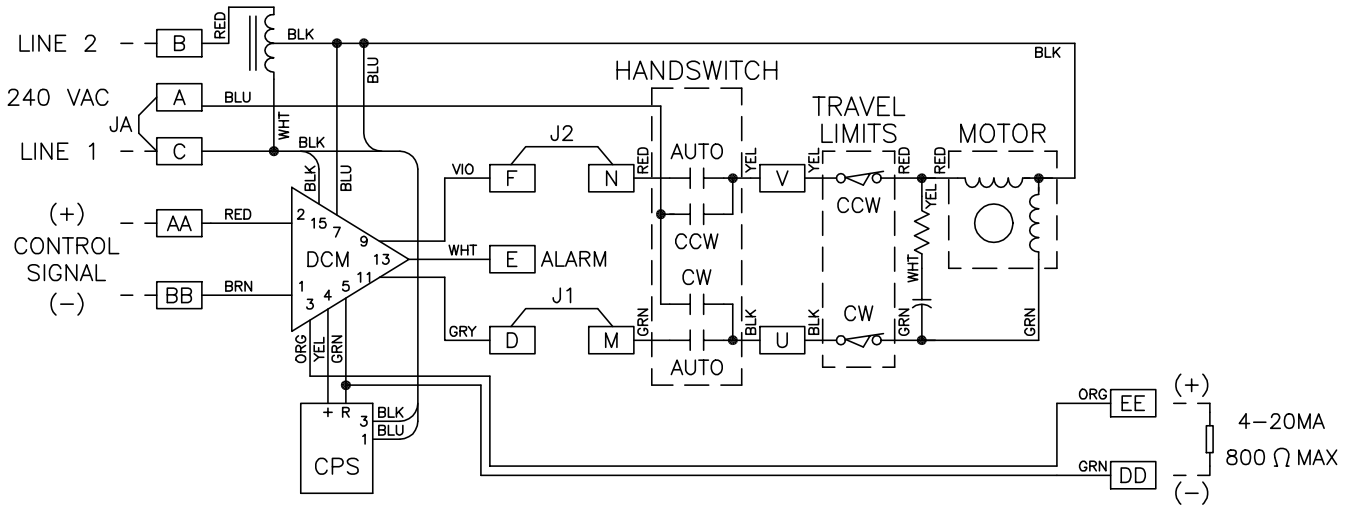 LINE 2
B
RED
BLK
BLK
BLU
240 VAC
A
BLU
JA
WHT
LINE 1
C
BLK
BLK
BLU
HANDSWITCH
TRAVEL
LIMITS
MOTOR
J2
VIO
F
N
RED
AUTO
YEL
V
YEL
CCW
RED
RED
YEL
CCW
(+)
CONTROL
SIGNAL
(-)
AA
RED
BB
BRN
2
15
7
9
DCM
13
11
1
3
4
5
WHT
E
ALARM
J1
GRY
D
M
GRN
CW
AUTO
BLK
U
BLK
CW
WHT
GRN
GRN
ORG
YEL
GRN
+
R
3
1
CPS
BLK
BLU
ORG
EE
(+)
4-20MA
800 Ω MAX
GRN
DD
(-)